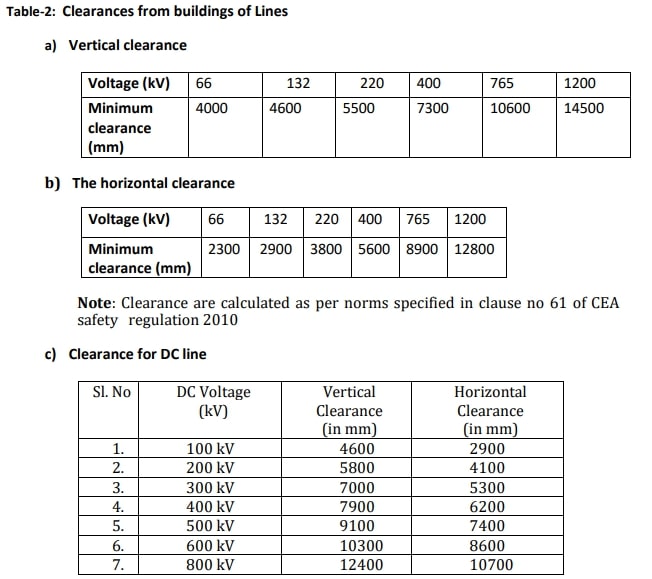 Table-2: Clearances from buildings of Lines
a) Vertical clearance
Voltage (kV) 66 132 220 400 765 1200
Minimum clearance (mm) 4000 4600 5500 7300 10600 14500
b) The horizontal clearance
Voltage (kV) 66 132 220 400 765 1200
Minimum clearance (mm) 2300 2900 3800 5600 8900 12800
Note: Clearance are calculated as per norms specified in clause no 61 of CEA
safety regulation 2010
c) Clearance for DC line
Sl. No DC Voltage (kV) Vertical Clearance (in mm) Horizontal Clearance (in mm)
1. 100 kV 4600 2900
2. 200 kV 5800 4100
3. 300 kV 7000 5300
4. 400 kV 7900 6200
5. 500 kV 9100 7400
6. 600 kV 10300 8600
7. 800 kV 12400 10700